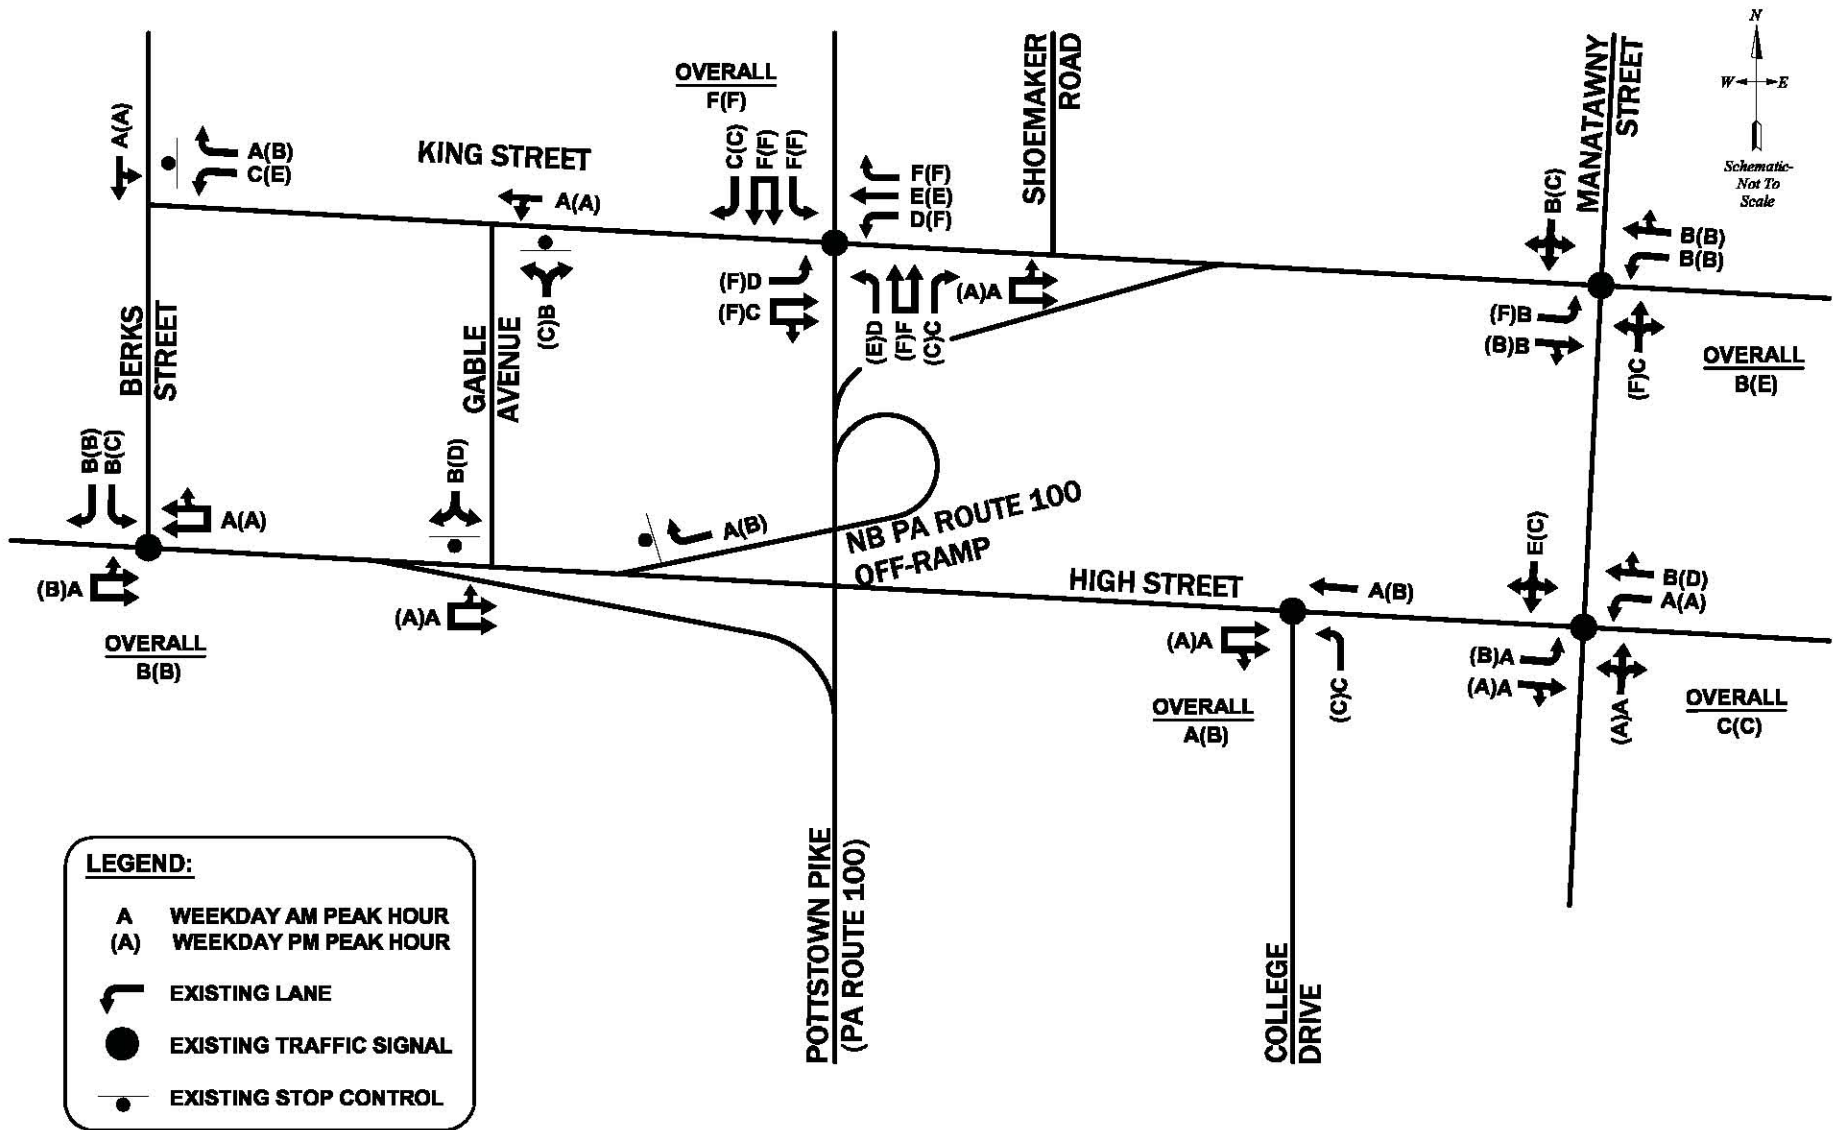 N
W
E
Schematic-
Not To
Scale
OVERALL
F(F)
SHOEMAKER
ROAD
MANATAWNY
STREET
A(A)
A(B)
C(E)
KING STREET
A(A)
C(C)
F(F)
F(F)
F(F)
E(E)
D(F)
B(C)
B(B)
B(B)
(F)D
(F)C
(E)D
(F)F
(C)C
(A)A
(F)B
(B)B
(F)C
OVERALL
B(E)
BERKS
STREET
GABLE
AVENUE
(C)B
B(B)
B(C)
A(A)
B(D)
A(B)
NB PA ROUTE 100
OFF-RAMP
HIGH STREET
(B)A
OVERALL
B(B)
(A)A
A(B)
(A)A
(C)C
OVERALL
A(B)
E(C)
B(D)
A(A)
(B)A
(A)A
(A)A
OVERALL
C(C)
POTTSTOWN PIKE
(PA ROUTE 100)
COLLEGE
DRIVE
LEGEND:
A WEEKDAY AM PEAK HOUR
(A) WEEKDAY PM PEAK HOUR
EXISTING LANE
EXISTING TRAFFIC SIGNAL
EXISTING STOP CONTROL